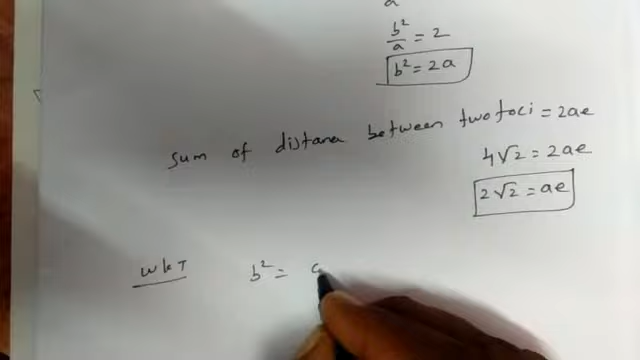 a
b²/a = 2
b² = 2a
Sum of distance between two foci = 2ae
4√2 = 2ae
2√2 = ae
WKT b² =